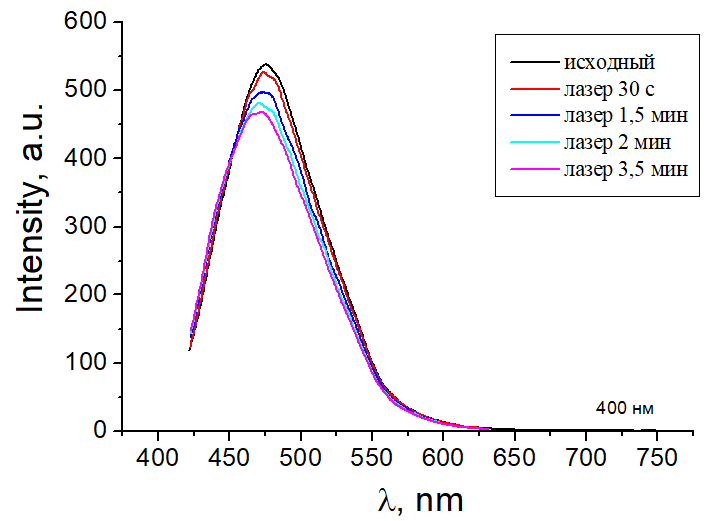 600
500
400
300
200
100
0
Intensity, a.u.
исходный
лазер 30 с
лазер 1,5 мин
лазер 2 мин
лазер 3,5 мин
400 нм
400 450 500 550 600 650 700 750
λ, nm